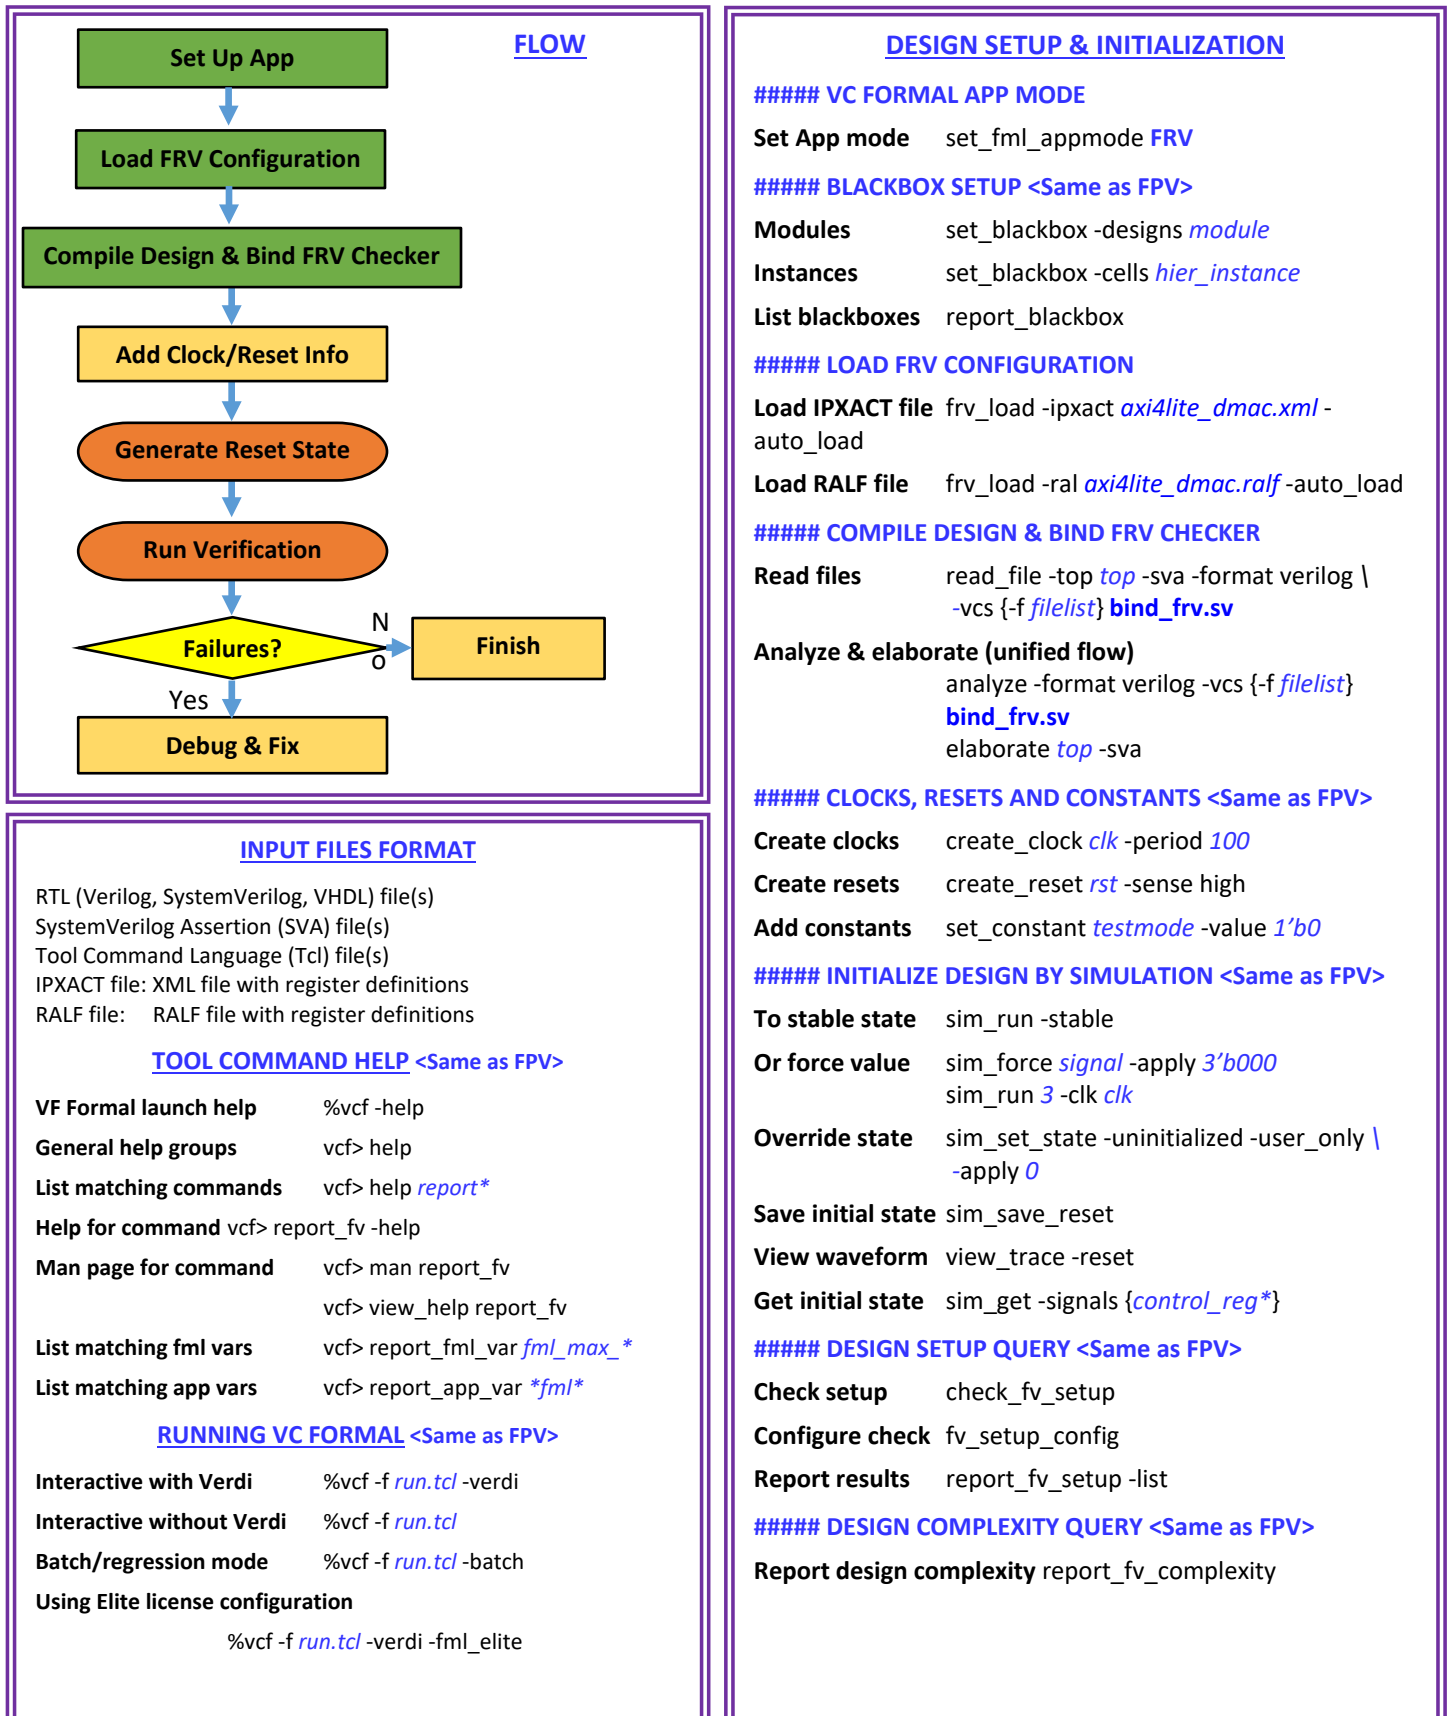 FLOW
Set Up App
Load FRV Configuration
Compile Design & Bind FRV Checker
Add Clock/Reset Info
Generate Reset State
Run Verification
Failures?
N
o
Finish
Yes
Debug & Fix
INPUT FILES FORMAT
RTL (Verilog, SystemVerilog, VHDL) file(s)
SystemVerilog Assertion (SVA) file(s)
Tool Command Language (Tcl) file(s)
IPXACT file: XML file with register definitions
RALF file: RALF file with register definitions
TOOL COMMAND HELP <Same as FPV>
VF Formal launch help %vcf -help
General help groups vcf> help
List matching commands vcf> help report*
Help for command vcf> report_fv -help
Man page for command vcf> man report_fv
vcf> view_help report_fv
List matching fml vars vcf> report_fml_var fml_max_*
List matching app vars vcf> report_app_var *fml*
RUNNING VC FORMAL <Same as FPV>
Interactive with Verdi %vcf -f run.tcl -verdi
Interactive without Verdi %vcf -f run.tcl
Batch/regression mode %vcf -f run.tcl -batch
Using Elite license configuration
%vcf -f run.tcl -verdi -fml_elite
DESIGN SETUP & INITIALIZATION
##### VC FORMAL APP MODE
Set App mode set_fml_appmode FRV
##### BLACKBOX SETUP <Same as FPV>
Modules set_blackbox -designs module
Instances set_blackbox -cells hier_instance
List blackboxes report_blackbox
##### LOAD FRV CONFIGURATION
Load IPXACT file frv_load -ipxact axi4lite_dmac.xml -
auto_load
Load RALF file frv_load -ral axi4lite_dmac.ralf -auto_load
##### COMPILE DESIGN & BIND FRV CHECKER
Read files read_file -top top -sva -format verilog \
-vcs {-f filelist} bind_frv.sv
Analyze & elaborate (unified flow)
analyze -format verilog -vcs {-f filelist}
bind_frv.sv
elaborate top -sva
##### CLOCKS, RESETS AND CONSTANTS <Same as FPV>
Create clocks create_clock clk -period 100
Create resets create_reset rst -sense high
Add constants set_constant testmode -value 1’b0
##### INITIALIZE DESIGN BY SIMULATION <Same as FPV>
To stable state sim_run -stable
Or force value sim_force signal -apply 3’b000
sim_run 3 -clk clk
Override state sim_set_state -uninitialized -user_only \
-apply 0
Save initial state sim_save_reset
View waveform view_trace -reset
Get initial state sim_get -signals {control_reg*}
##### DESIGN SETUP QUERY <Same as FPV>
Check setup check_fv_setup
Configure check fv_setup_config
Report results report_fv_setup -list
##### DESIGN COMPLEXITY QUERY <Same as FPV>
Report design complexity report_fv_complexity